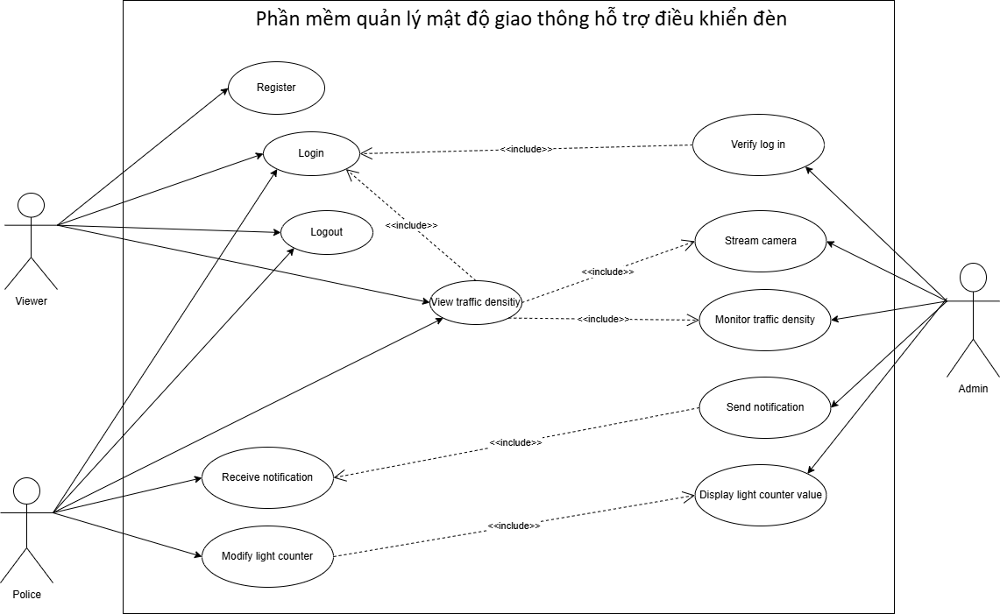 Phần mềm quản lý mật độ giao thông hỗ trợ điều khiển đèn
Register
Login
<<include>>
Verify log in
Logout
<<include>>
Stream camera
<<include>>
View traffic densitiy
<<include>>
Monitor traffic density
Viewer
Admin
Send notification
<<include>>
Receive notification
Display light counter value
<<include>>
Modify light counter
Police